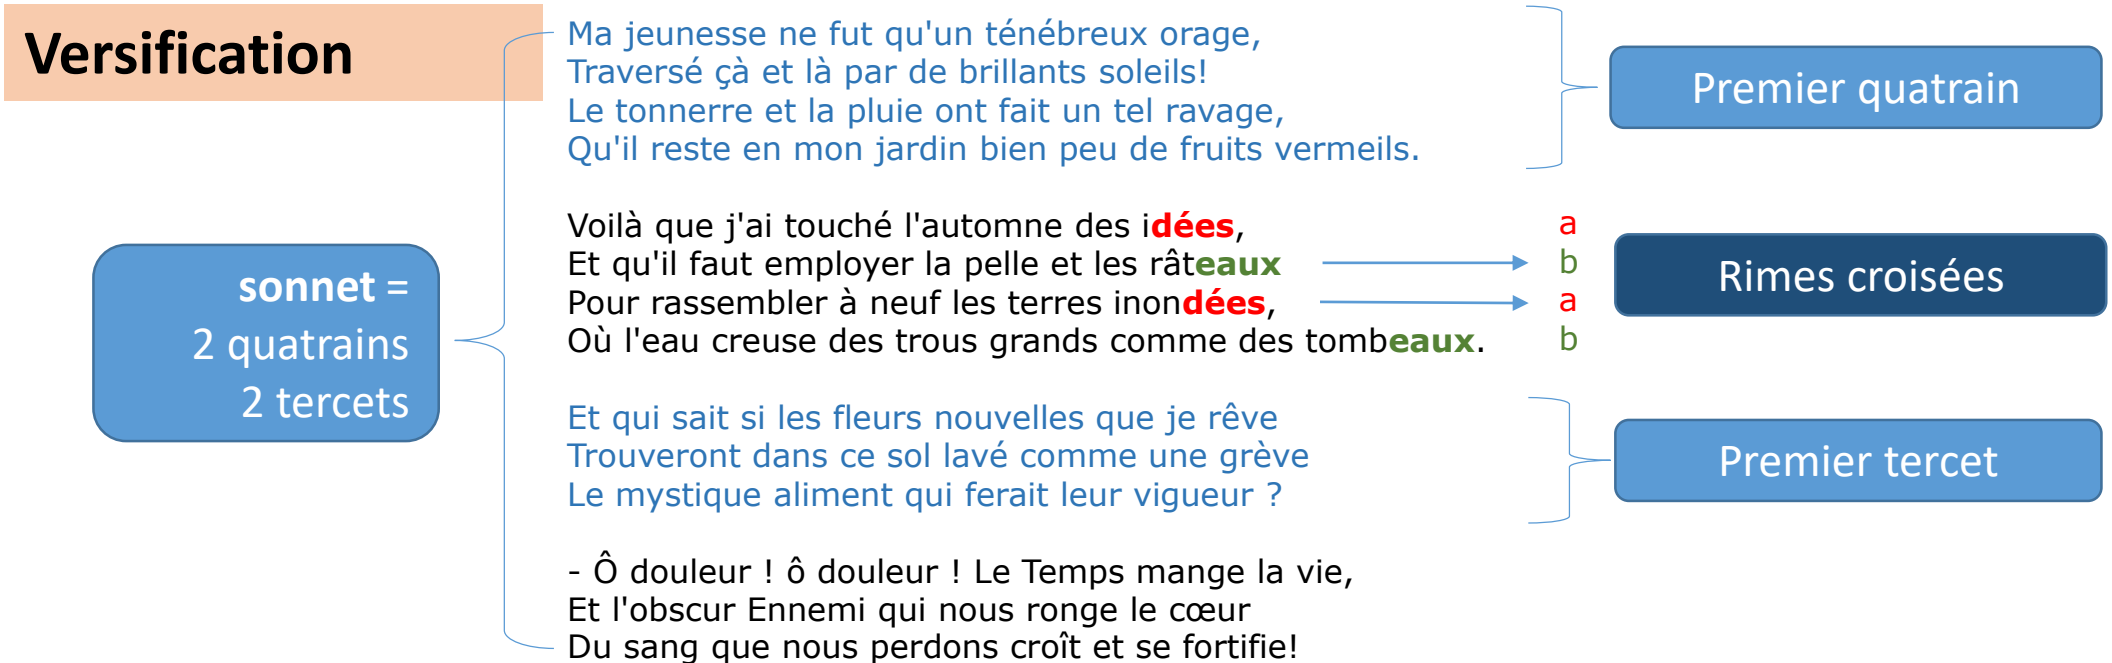 Versification
Ma jeunesse ne fut qu'un ténébreux orage,
Traversé çà et là par de brillants soleils!
Le tonnerre et la pluie ont fait un tel ravage,
Qu'il reste en mon jardin bien peu de fruits vermeils.
Premier quatrain
Voilà que j'ai touché l'automne des idées, a
Et qu'il faut employer la pelle et les râteaux b
Pour rassembler à neuf les terres inondées, a
Où l'eau creuse des trous grands comme des tombeaux. b
Rimes croisées
sonnet =
2 quatrains
2 tercets
Et qui sait si les fleurs nouvelles que je rêve
Trouveront dans ce sol lavé comme une grève
Le mystique aliment qui ferait leur vigueur ?
Premier tercet
- Ô douleur ! ô douleur ! Le Temps mange la vie,
Et l'obscur Ennemi qui nous ronge le cœur
Du sang que nous perdons croît et se fortifie!